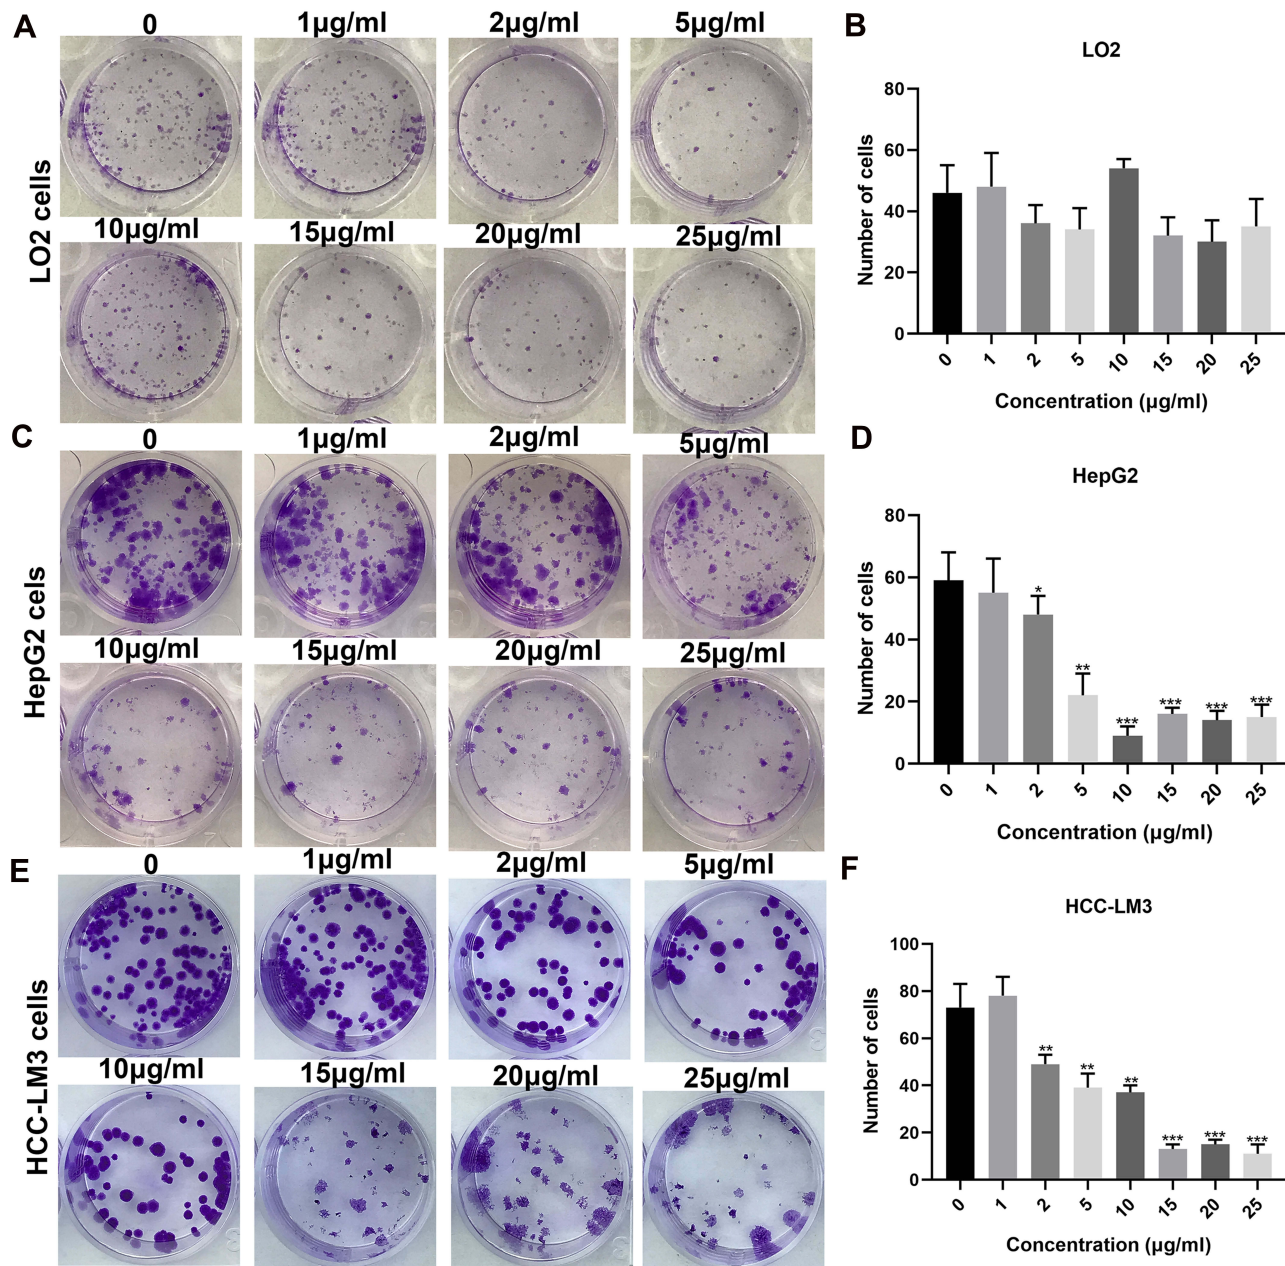 A
0 1µg/ml 2µg/ml 5µg/ml
10µg/ml 15µg/ml 20µg/ml 25µg/ml
LO2 cells
B
LO2
80
60
40
20
0
Number of cells
0 1 2 5 10 15 20 25
Concentration (µg/ml)
C
0 1µg/ml 2µg/ml 5µg/ml
10µg/ml 15µg/ml 20µg/ml 25µg/ml
HepG2 cels
D
HepG2
80
60
40
20
0
Number of cells
* ** *** *** *** ***
0 1 2 5 10 15 20 25
Concentration (µg/ml)
E
0 1µg/ml 2µg/ml 5µg/ml
10µg/ml 15µg/ml 20µg/ml 25µg/ml
HCC-LM3 cells
F
HCC-LM3
100
80
60
40
20
0
Number of cells
** ** ** *** *** ***
0 1 2 5 10 15 20 25
Concentration (µg/ml)